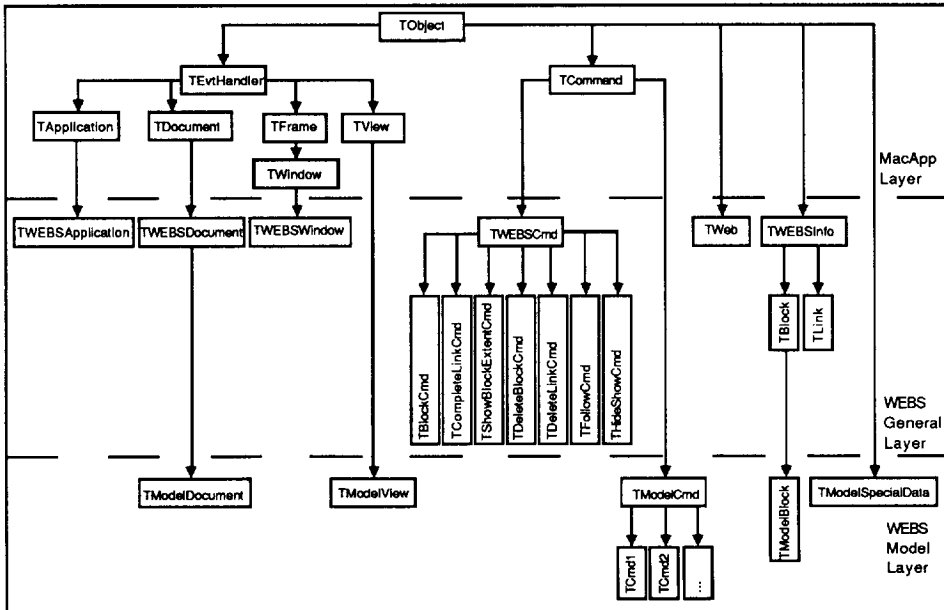 TObject
TEvtHandler
TCommand
TApplication
TDocument
TFrame
TView
TWindow
MacApp
Layer
TWEBSApplication
TWEBSDocument
TWEBSWindow
TWEBSCmd
TWeb
TWEBSInfo
TBlockCmd
TCompleteLinkCmd
TShowBlockExtentCmd
TDeleteBlockCmd
TDeleteLinkCmd
TFollowCmd
THideShowCmd
TBlock
TLink
WEBS
General
Layer
TModelDocument
TModelView
TModelCmd
TModelBlock
TModelSpecialData
WEBS
Model
Layer
TCmd1
TCmd2
...